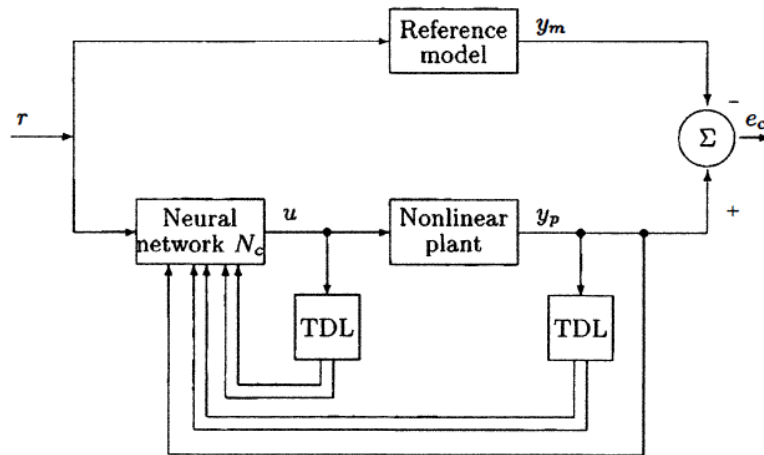 Reference
model
y_m
r
−
Σ
e_c
+
Neural
network N_c
u
Nonlinear
plant
y_p
TDL
TDL